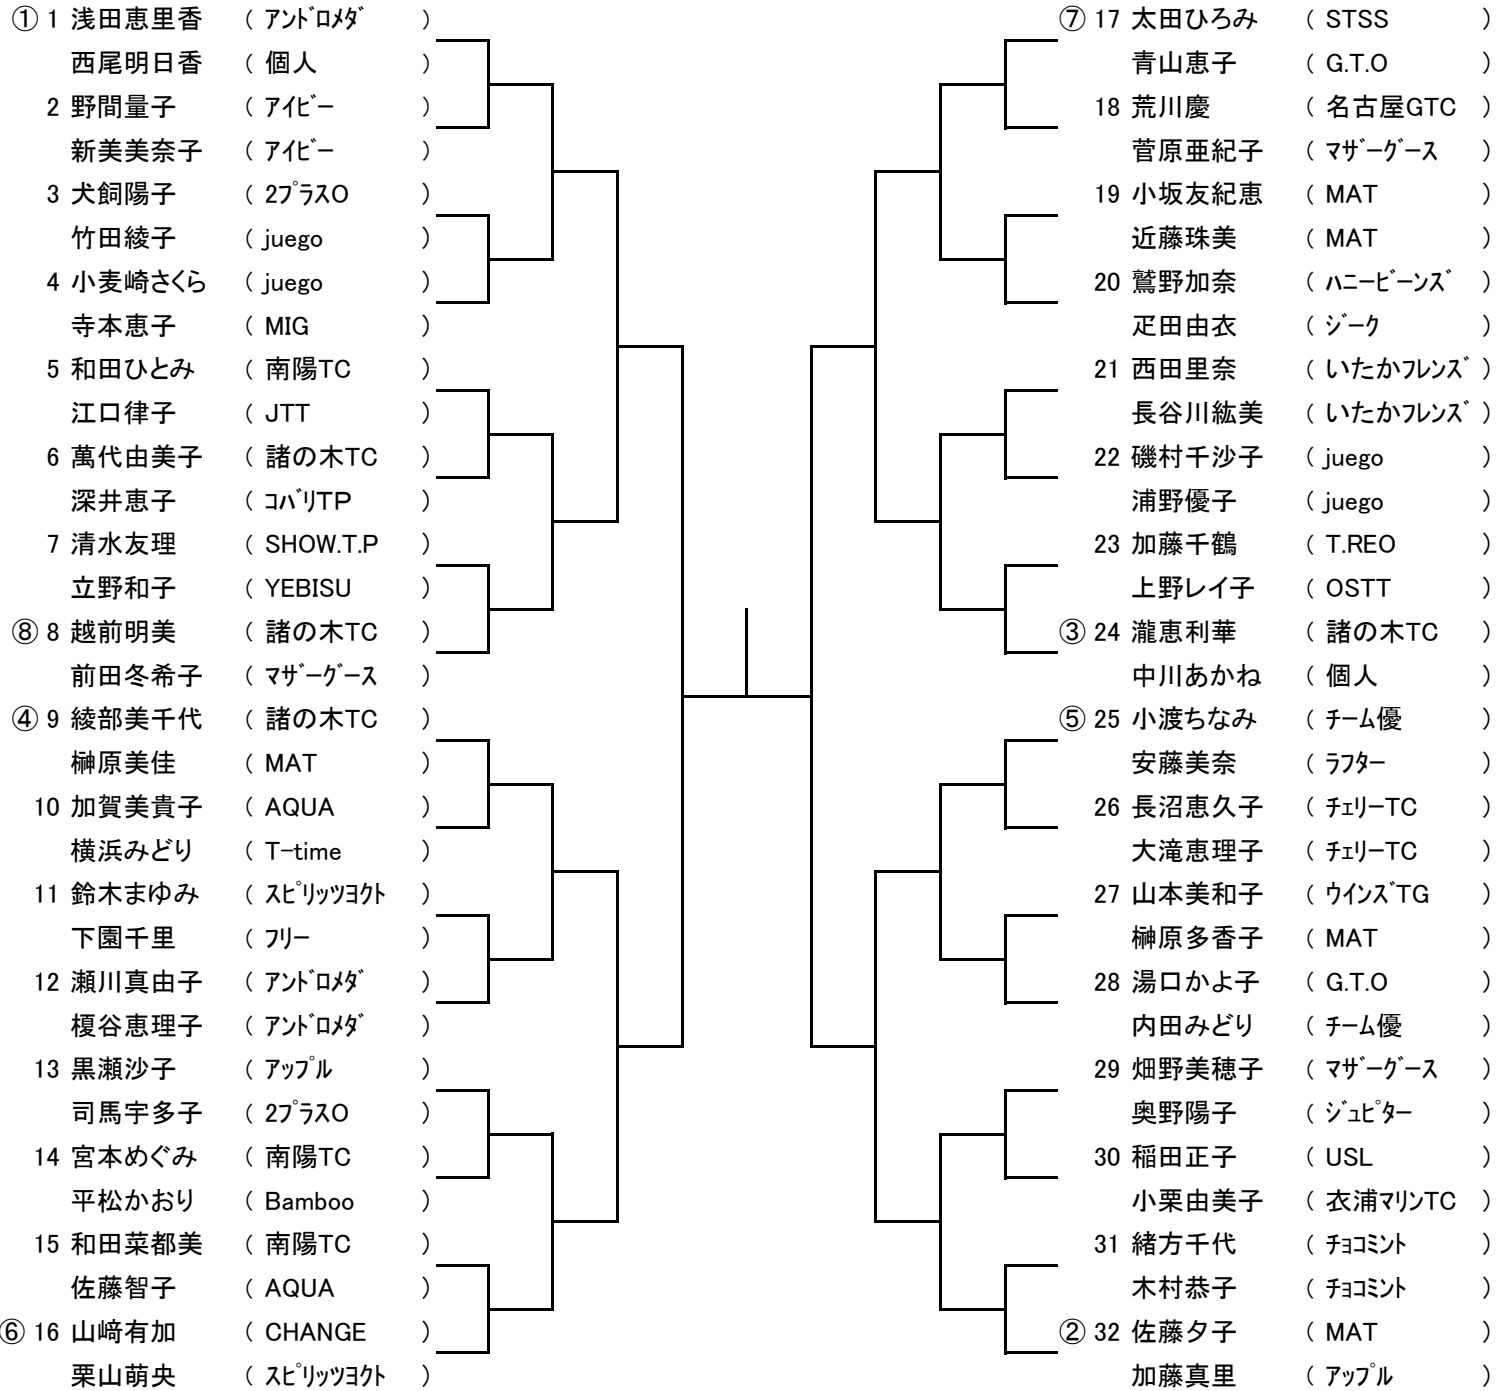 ① 1 浅田恵里香 ( ｱﾝﾄﾞﾛﾒﾀﾞ )
西尾明日香 ( 個人 )
2 野間量子 ( ｱｲﾋﾞｰ )
新美美奈子 ( ｱｲﾋﾞｰ )
3 犬飼陽子 ( 2ﾌﾟﾗｽO )
竹田綾子 ( juego )
4 小麦崎さくら ( juego )
寺本恵子 ( MIG )
5 和田ひとみ ( 南陽TC )
江口律子 ( JTT )
6 萬代由美子 ( 諸の木TC )
深井恵子 ( ｺﾊﾞﾘTP )
7 清水友理 ( SHOW.T.P )
立野和子 ( YEBISU )
⑧ 8 越前明美 ( 諸の木TC )
前田冬希子 ( ﾏｻﾞｰｸﾞｰｽ )
④ 9 綾部美千代 ( 諸の木TC )
榊原美佳 ( MAT )
10 加賀美貴子 ( AQUA )
横浜みどり ( T-time )
11 鈴木まゆみ ( ｽﾋﾟﾘｯﾂﾖｸﾄ )
下園千里 ( ﾌﾘｰ )
12 瀬川真由子 ( ｱﾝﾄﾞﾛﾒﾀﾞ )
榎谷恵理子 ( ｱﾝﾄﾞﾛﾒﾀﾞ )
13 黒瀬沙子 ( ｱｯﾌﾟﾙ )
司馬宇多子 ( 2ﾌﾟﾗｽO )
14 宮本めぐみ ( 南陽TC )
平松かおり ( Bamboo )
15 和田菜都美 ( 南陽TC )
佐藤智子 ( AQUA )
⑥ 16 山﨑有加 ( CHANGE )
栗山萌央 ( ｽﾋﾟﾘｯﾂﾖｸﾄ )
⑦ 17 太田ひろみ ( STSS )
青山恵子 ( G.T.O )
18 荒川慶 ( 名古屋GTC )
菅原亜紀子 ( ﾏｻﾞｰｸﾞｰｽ )
19 小坂友紀恵 ( MAT )
近藤珠美 ( MAT )
20 鷲野加奈 ( ﾊﾆｰﾋﾞｰﾝｽﾞ )
疋田由衣 ( ｼﾞｰｸ )
21 西田里奈 ( いたかﾌﾚﾝｽﾞ )
長谷川紘美 ( いたかﾌﾚﾝｽﾞ )
22 磯村千沙子 ( juego )
浦野優子 ( juego )
23 加藤千鶴 ( T.REO )
上野レイ子 ( OSTT )
③ 24 瀧恵利華 ( 諸の木TC )
中川あかね ( 個人 )
⑤ 25 小渡ちなみ ( ﾁｰﾑ優 )
安藤美奈 ( ﾗﾌﾀｰ )
26 長沼恵久子 ( ﾁｪﾘｰTC )
大滝恵理子 ( ﾁｪﾘｰTC )
27 山本美和子 ( ｳｲﾝｽﾞTG )
榊原多香子 ( MAT )
28 湯口かよ子 ( G.T.O )
内田みどり ( ﾁｰﾑ優 )
29 畑野美穂子 ( ﾏｻﾞｰｸﾞｰｽ )
奥野陽子 ( ｼﾞｭﾋﾟﾀｰ )
30 稲田正子 ( USL )
小栗由美子 ( 衣浦ﾏﾘﾝTC )
31 緒方千代 ( ﾁｮｺﾐﾝﾄ )
木村恭子 ( ﾁｮｺﾐﾝﾄ )
② 32 佐藤夕子 ( MAT )
加藤真里 ( ｱｯﾌﾟﾙ )